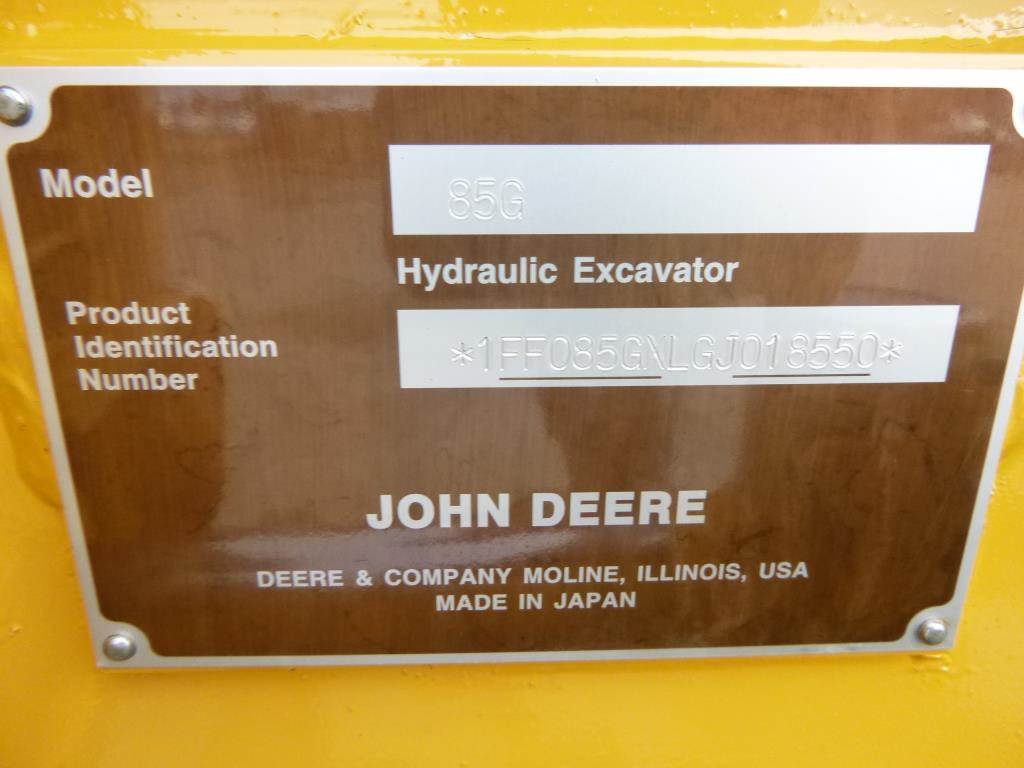 Model
85G
Hydraulic Excavator
Product
Identification
Number
*1FF085GXLGJ018550*
JOHN DEERE
DEERE & COMPANY MOLINE, ILLINOIS, USA
MADE IN JAPAN